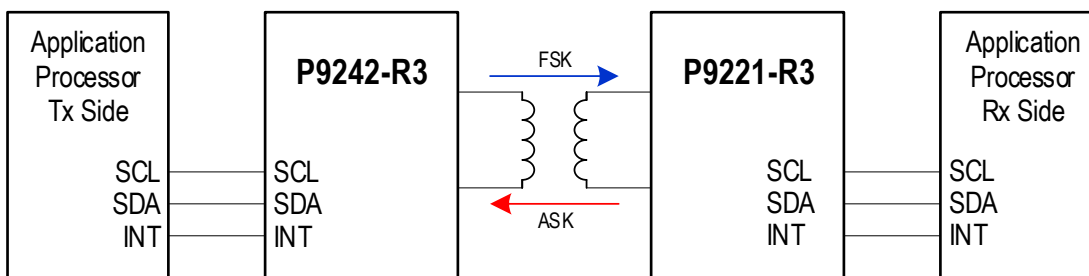 Application
Processor
Tx Side
SCL
SDA
INT
P9242-R3
SCL
SDA
INT
FSK
ASK
P9221-R3
SCL
SDA
INT
Application
Processor
Rx Side
SCL
SDA
INT